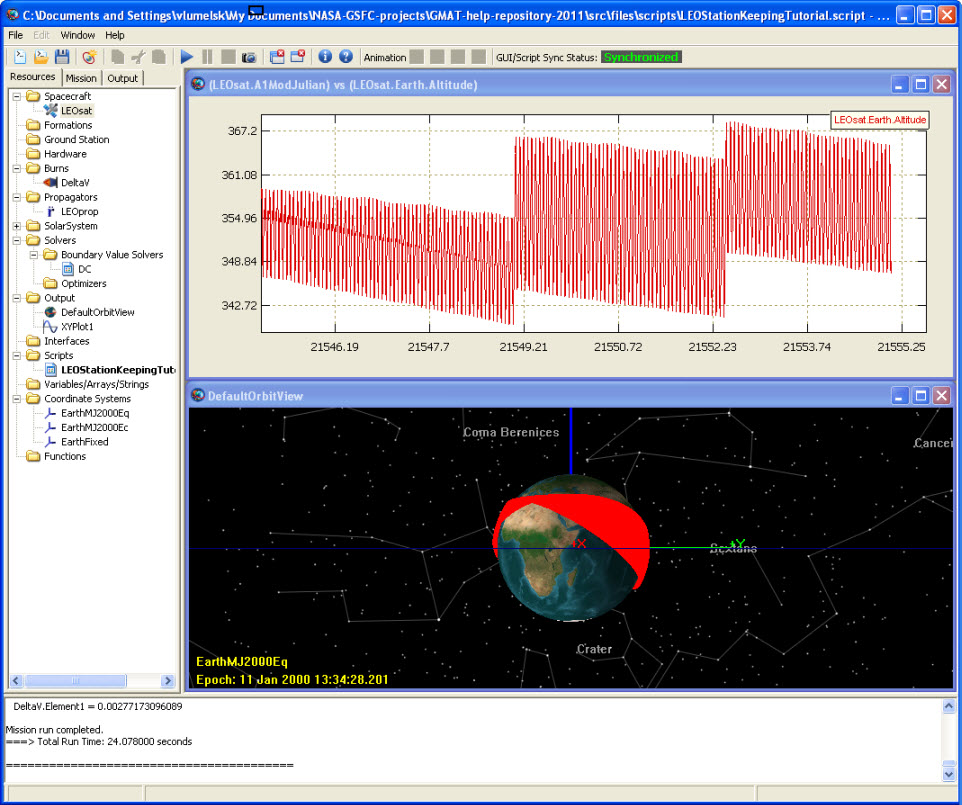 C:\Documents and Settings\vlumelsk\My Documents\NASA-GSFC-projects\GMAT-help-repository-2011\src\files\scripts\LEOStationKeepingTutorial.script - ...
File Edit Window Help
Animation GUI/Script Sync Status: Synchronized
Resources Mission Output
Spacecraft
LEOsat
Formations
Ground Station
Hardware
Burns
DeltaV
Propagators
LEOprop
SolarSystem
Solvers
Boundary Value Solvers
DC
Optimizers
Output
DefaultOrbitView
XYPlot1
Interfaces
Scripts
LEOStationKeepingTut
Variables/Arrays/Strings
Coordinate Systems
EarthMJ2000Eq
EarthMJ2000Ec
EarthFixed
Functions
(LEOsat.A1ModJulian) vs (LEOsat.Earth.Altitude)
LEOsat.Earth.Altitude
367.2
361.08
354.96
348.84
342.72
21546.19 21547.7 21549.21 21550.72 21552.23 21553.74 21555.25
DefaultOrbitView
Coma Berenices
Cancer
X
Sextans
+Y
Crater
EarthMJ2000Eq
Epoch: 11 Jan 2000 13:34:28.201
DeltaV.Element1 = 0.00277173096089
Mission run completed.
===> Total Run Time: 24.078000 seconds
========================================